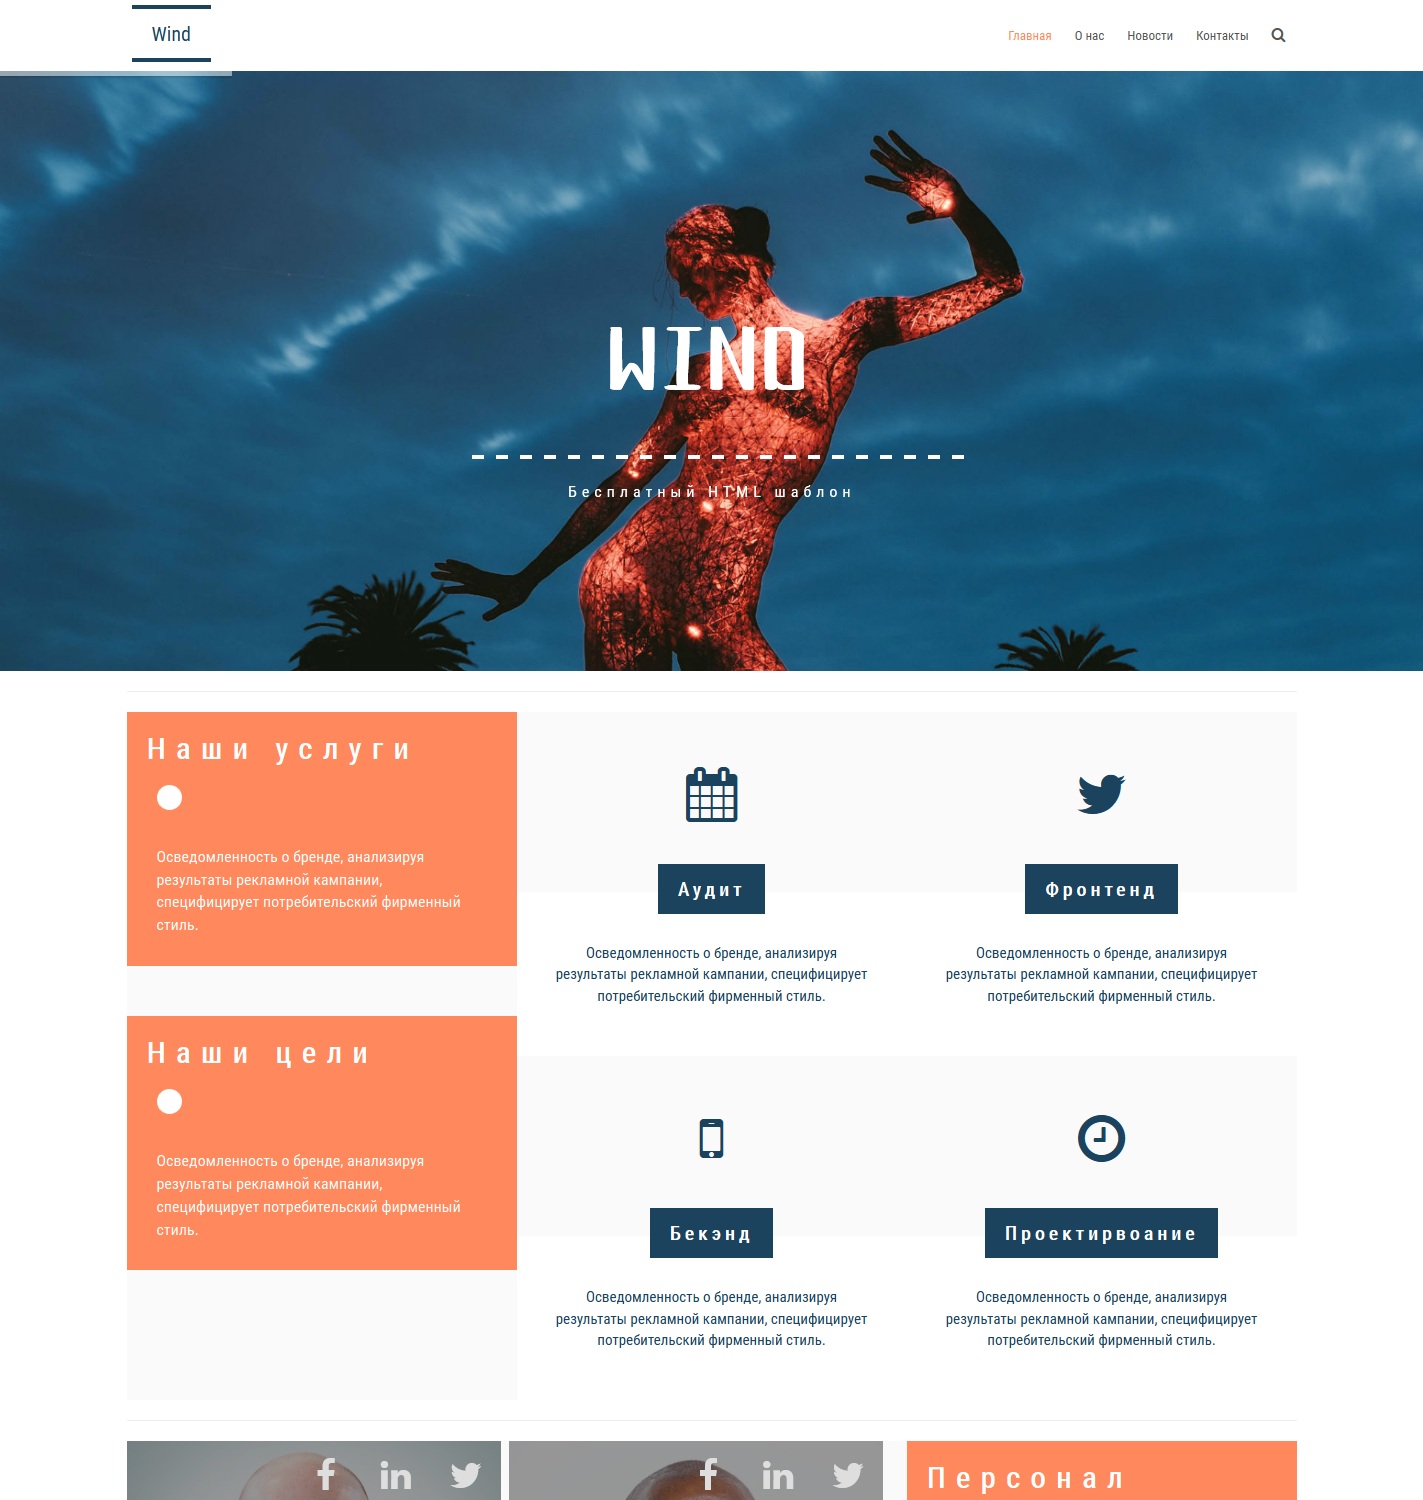 Wind
Главная О нас Новости Контакты
WIND
Бесплатный HTML шаблон
Наши услуги
Осведомленность о бренде, анализируя
результаты рекламной кампании,
специфицирует потребительский фирменный
стиль.
Аудит
Осведомленность о бренде, анализируя
результаты рекламной кампании, специфицирует
потребительский фирменный стиль.
Фронтенд
Осведомленность о бренде, анализируя
результаты рекламной кампании, специфицирует
потребительский фирменный стиль.
Наши цели
Осведомленность о бренде, анализируя
результаты рекламной кампании,
специфицирует потребительский фирменный
стиль.
Бекэнд
Осведомленность о бренде, анализируя
результаты рекламной кампании, специфицирует
потребительский фирменный стиль.
Проектирвоание
Осведомленность о бренде, анализируя
результаты рекламной кампании, специфицирует
потребительский фирменный стиль.
Персонал